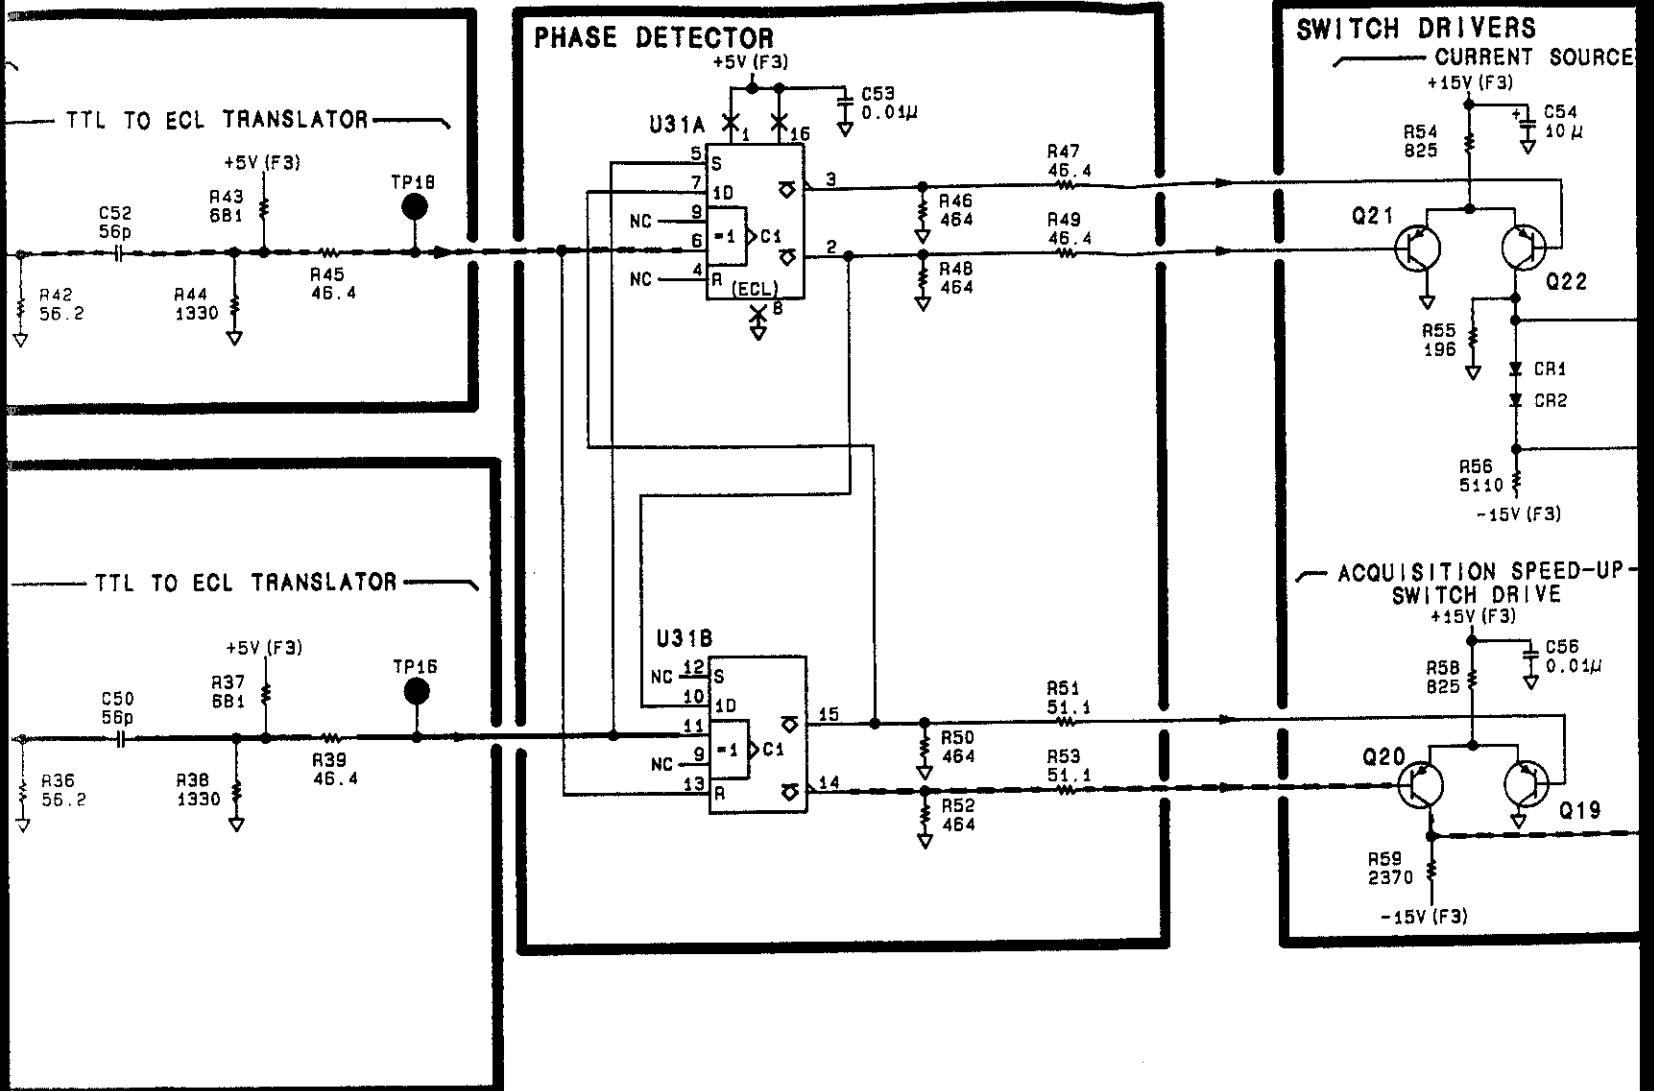 TTL TO ECL TRANSLATOR
+5V (F3)
R43
681
TP18
C52
56p
R45
46.4
R42
56.2
R44
1330
TTL TO ECL TRANSLATOR
+5V (F3)
R37
681
TP16
C50
56p
R39
46.4
R36
56.2
R38
1330
PHASE DETECTOR
+5V (F3)
C53
0.01µ
U31A
1
16
5
S
7
1D
NC
9
=1
C1
6
NC
4
R
(ECL)
8
Q
3
Q
2
R47
46.4
R46
464
R49
46.4
R48
464
U31B
NC
12
S
10
1D
11
=1
C1
NC
9
13
R
Q
15
Q
14
R51
51.1
R50
464
R53
51.1
R52
464
SWITCH DRIVERS
CURRENT SOURCE
+15V (F3)
+
C54
10µ
R54
825
Q21
Q22
R55
196
CR1
CR2
R56
5110
-15V (F3)
ACQUISITION SPEED-UP
SWITCH DRIVE
+15V (F3)
C56
0.01µ
R58
825
Q20
Q19
R59
2370
-15V (F3)